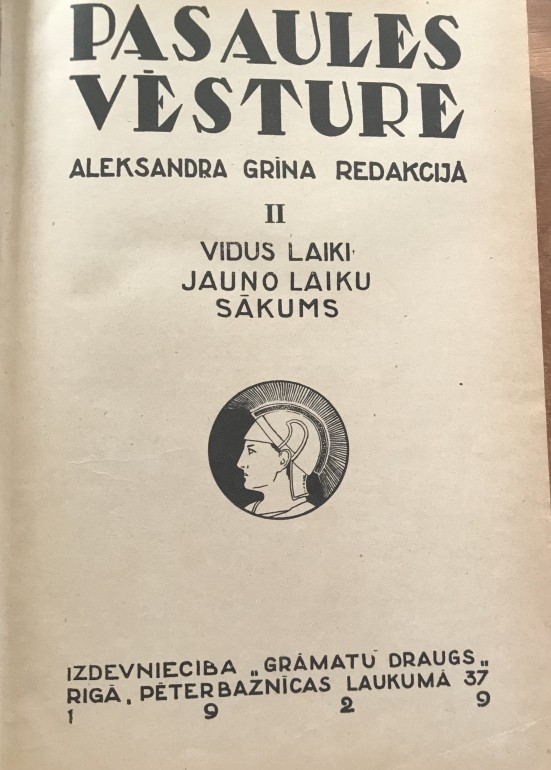 PASAULES
VĒSTURE
ALEKSANDRA GRĪNA REDAKCIJĀ
II
VIDUS LAIKI
JAUNO LAIKU
SĀKUMS
IZDEVNIECĪBA „GRĀMATU DRAUGS„
RĪGĀ, PĒTERBAZNĪCAS LAUKUMĀ 37
1 9 2 9